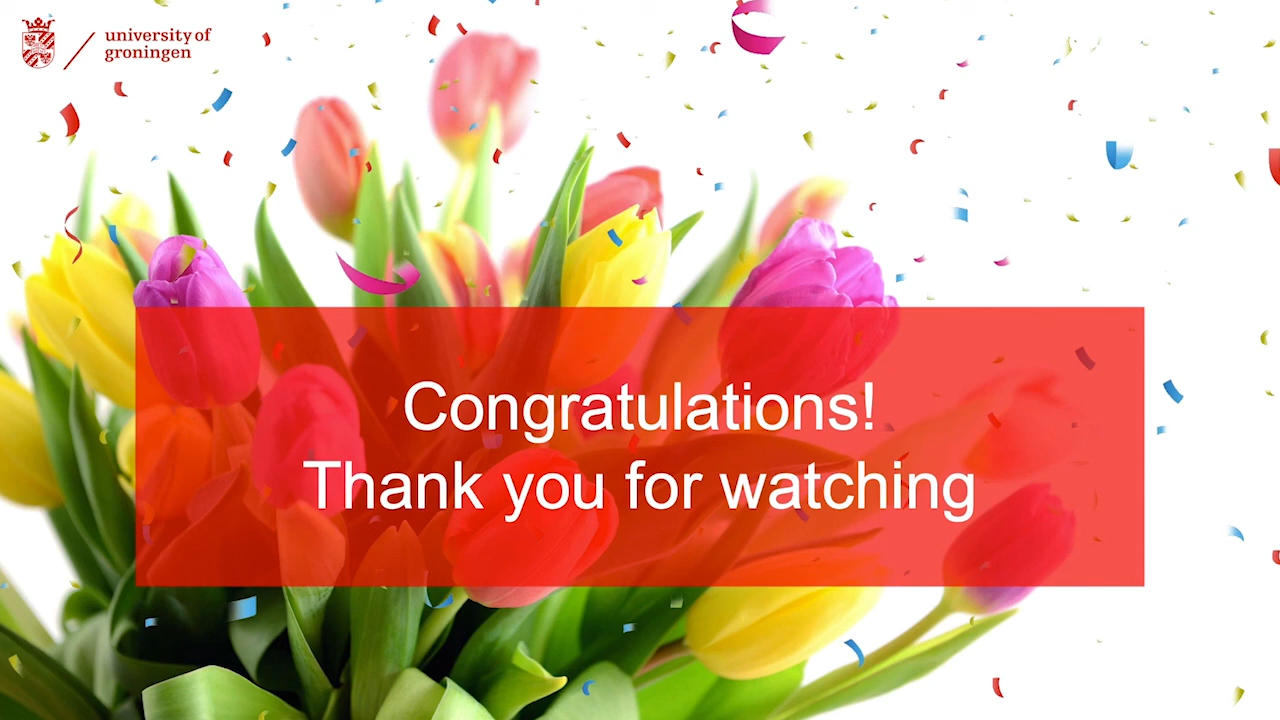 university of
groningen
Congratulations!
Thank you for watching